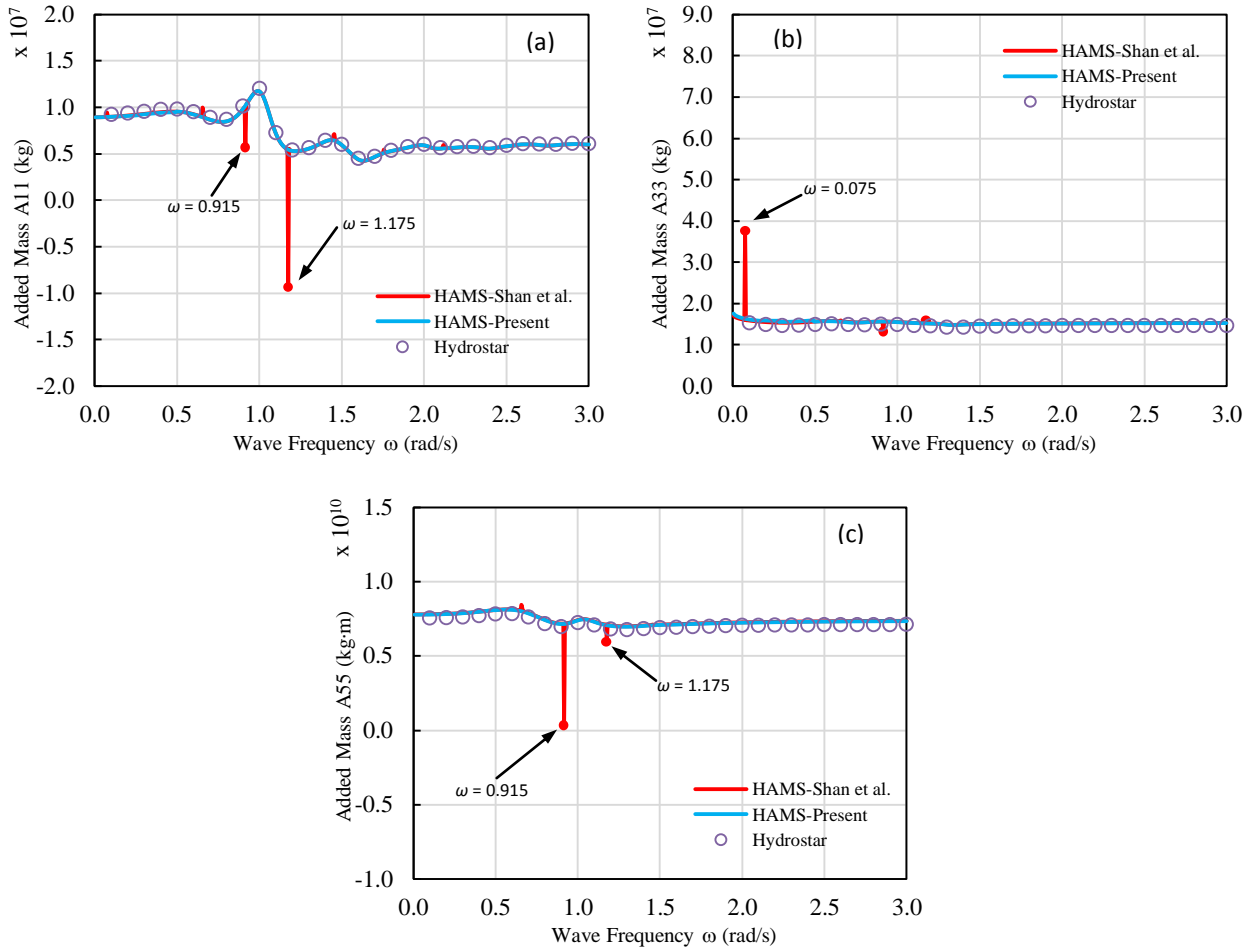 x 10⁷
(a)
2.0
1.5
1.0
0.5
0.0
-0.5
-1.0
-1.5
-2.0
Added Mass A11 (kg)
ω = 0.915
ω = 1.175
HAMS-Shan et al.
HAMS-Present
Hydrostar
0.0 0.5 1.0 1.5 2.0 2.5 3.0
Wave Frequency ω (rad/s)
x 10⁷
(b)
9.0
8.0
7.0
6.0
5.0
4.0
3.0
2.0
1.0
0.0
Added Mass A33 (kg)
HAMS-Shan et al.
HAMS-Present
Hydrostar
ω = 0.075
0.0 0.5 1.0 1.5 2.0 2.5 3.0
Wave Frequency ω (rad/s)
x 10¹⁰
(c)
1.5
1.0
0.5
0.0
-0.5
-1.0
Added Mass A55 (kg·m)
ω = 1.175
ω = 0.915
HAMS-Shan et al.
HAMS-Present
Hydrostar
0.0 0.5 1.0 1.5 2.0 2.5 3.0
Wave Frequency ω (rad/s)